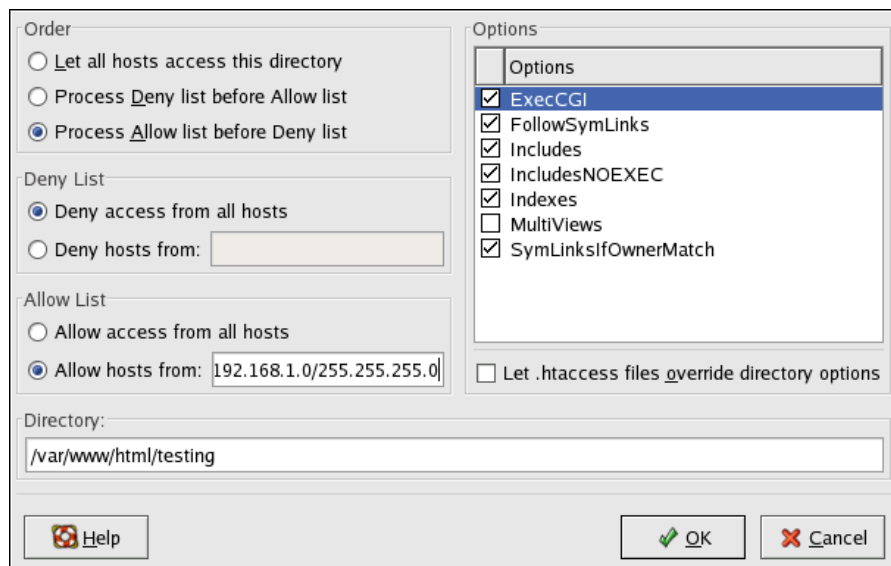 Order
Let all hosts access this directory
Process Deny list before Allow list
Process Allow list before Deny list
Deny List
Deny access from all hosts
Deny hosts from:
Allow List
Allow access from all hosts
Allow hosts from: 192.168.1.0/255.255.255.0
Options
Options
ExecCGI
FollowSymLinks
Includes
IncludesNOEXEC
Indexes
MultiViews
SymLinksIfOwnerMatch
Let .htaccess files override directory options
Directory:
/var/www/html/testing
Help
OK
Cancel